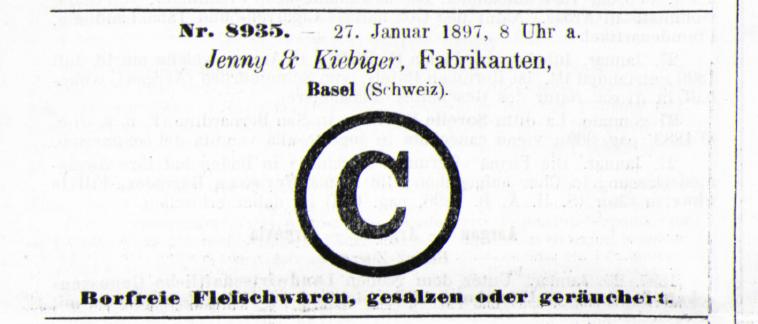 Nr. 8935. — 27. Januar 1897, 8 Uhr a.
Jenny & Kiebiger, Fabrikanten,
Basel (Schweiz).
C
Borfreie Fleischwaren, gesalzen oder geräuchert.